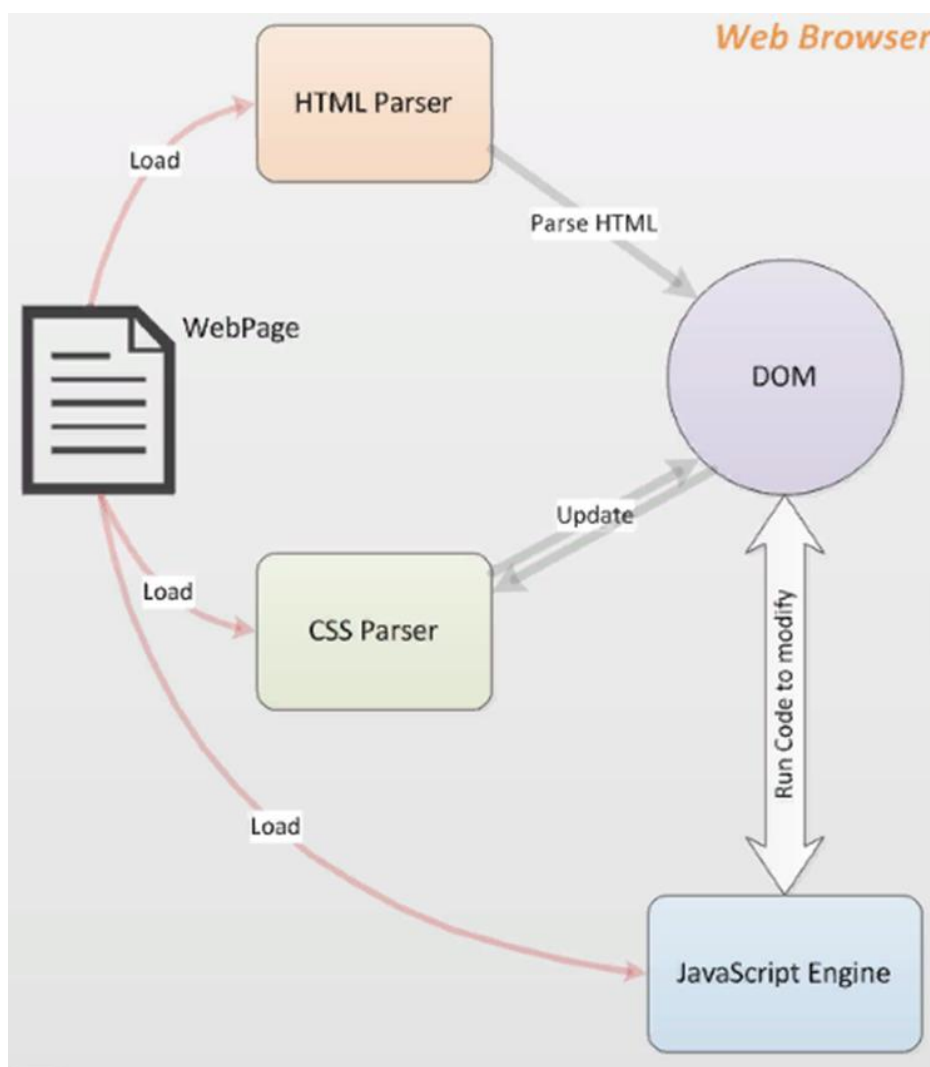 Web Browser
HTML Parser
Load
Parse HTML
WebPage
DOM
Update
Load
CSS Parser
Run Code to modify
Load
JavaScript Engine